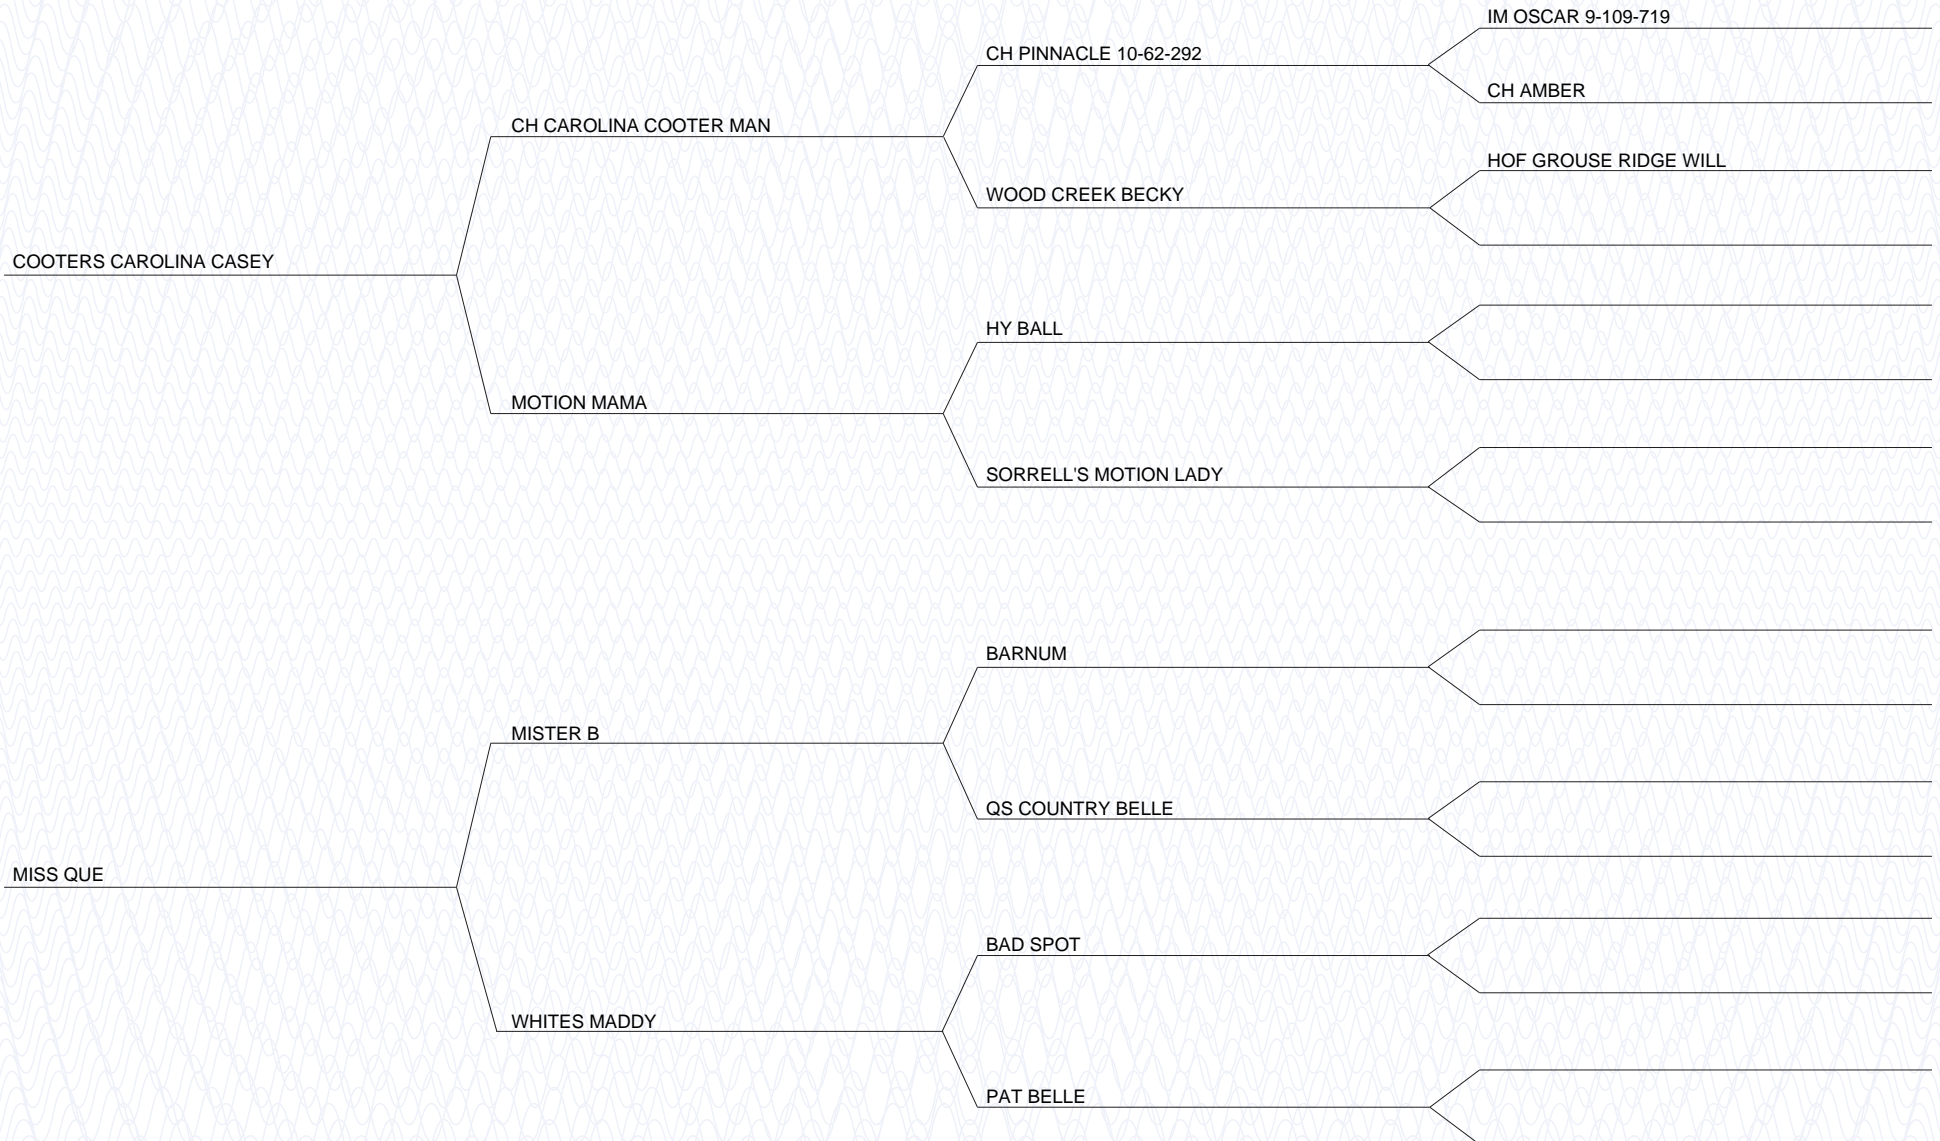 IM OSCAR 9-109-719
CH PINNACLE 10-62-292
CH AMBER
CH CAROLINA COOTER MAN
HOF GROUSE RIDGE WILL
WOOD CREEK BECKY
COOTERS CAROLINA CASEY
HY BALL
MOTION MAMA
SORRELL'S MOTION LADY
BARNUM
MISTER B
QS COUNTRY BELLE
MISS QUE
BAD SPOT
WHITES MADDY
PAT BELLE